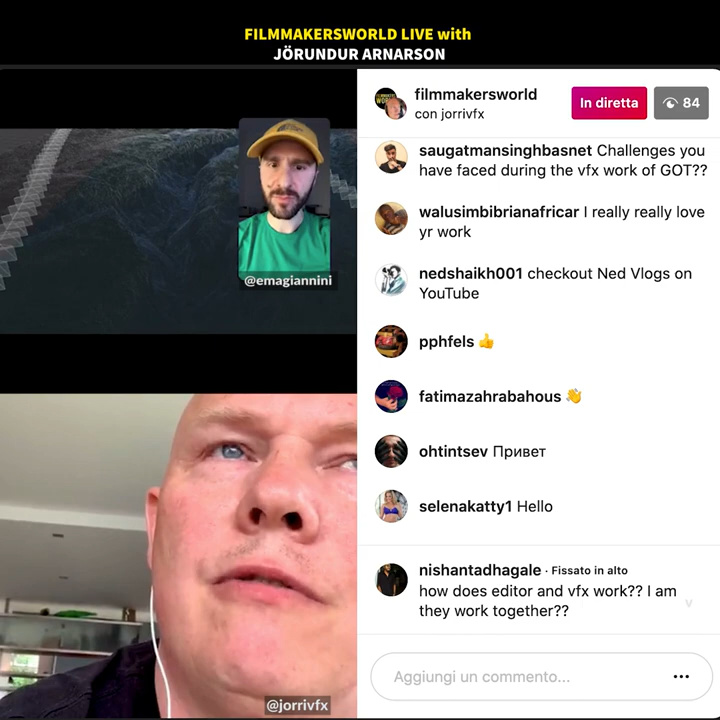 FILMMAKERSWORLD LIVE with
JÖRUNDUR ARNARSON
@emagiannini
@jorrivfx
filmmakersworld
con jorrivfx
In diretta
84
saugatmansinghbasnet Challenges you
have faced during the vfx work of GOT??
walusimbibrianafricar I really really love
yr work
nedshaikh001 checkout Ned Vlogs on
YouTube
pphfels 👍
fatimazahrabahous 👋
ohtintsev Привет
selenakatty1 Hello
nishantadhagale · Fissato in alto
how does editor and vfx work?? I am
they work together??
Aggiungi un commento...